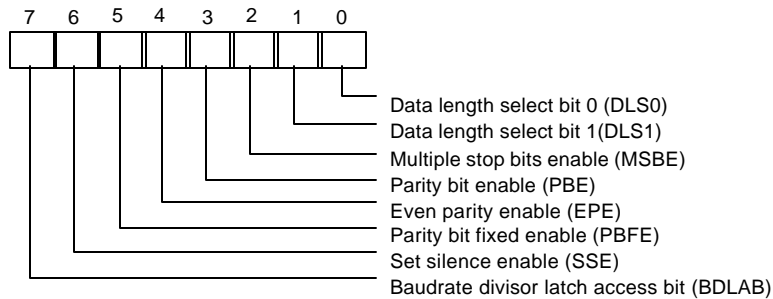 7 6 5 4 3 2 1 0
Data length select bit 0 (DLS0)
Data length select bit 1(DLS1)
Multiple stop bits enable (MSBE)
Parity bit enable (PBE)
Even parity enable (EPE)
Parity bit fixed enable (PBFE)
Set silence enable (SSE)
Baudrate divisor latch access bit (BDLAB)